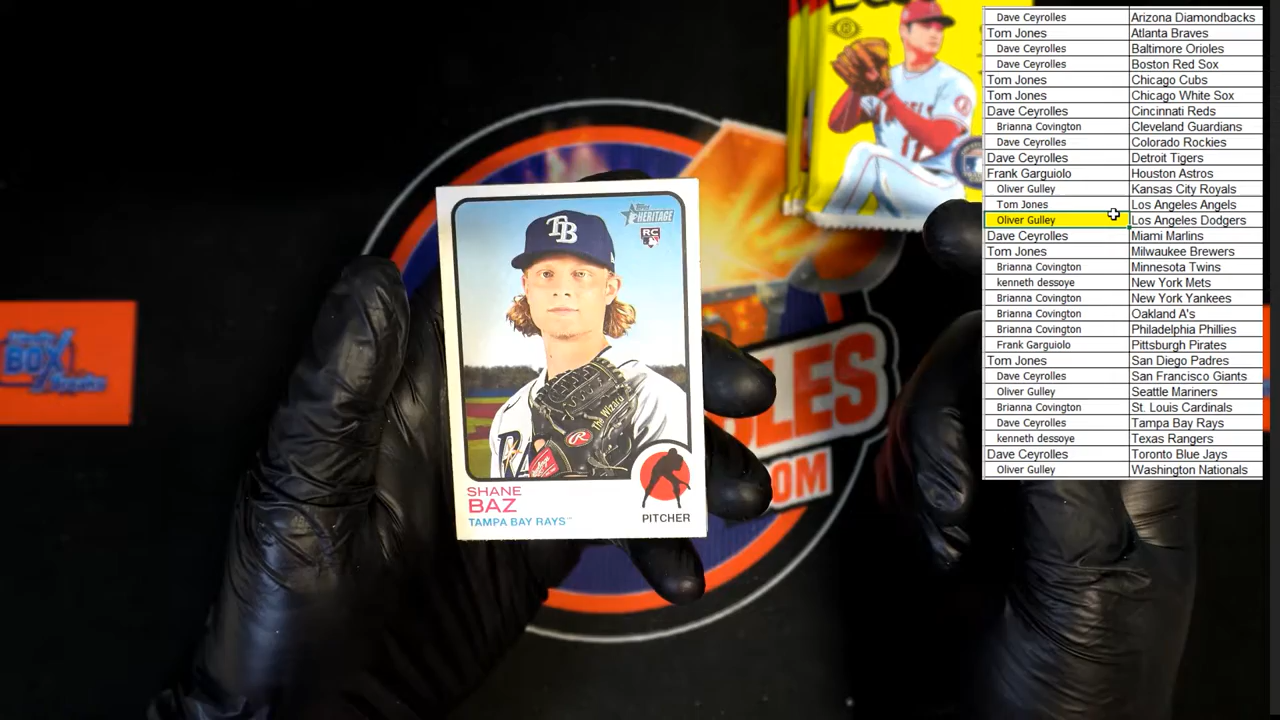 Dave Ceyrolles Arizona Diamondbacks
Tom Jones Atlanta Braves
Dave Ceyrolles Baltimore Orioles
Dave Ceyrolles Boston Red Sox
Tom Jones Chicago Cubs
Tom Jones Chicago White Sox
Dave Ceyrolles Cincinnati Reds
Brianna Covington Cleveland Guardians
Dave Ceyrolles Colorado Rockies
Dave Ceyrolles Detroit Tigers
Frank Garguiolo Houston Astros
Oliver Gulley Kansas City Royals
Tom Jones Los Angeles Angels
Oliver Gulley Los Angeles Dodgers
Dave Ceyrolles Miami Marlins
Tom Jones Milwaukee Brewers
Brianna Covington Minnesota Twins
kenneth dessoye New York Mets
Brianna Covington New York Yankees
Brianna Covington Oakland A's
Brianna Covington Philadelphia Phillies
Frank Garguiolo Pittsburgh Pirates
Tom Jones San Diego Padres
Dave Ceyrolles San Francisco Giants
Oliver Gulley Seattle Mariners
Brianna Covington St. Louis Cardinals
Dave Ceyrolles Tampa Bay Rays
kenneth dessoye Texas Rangers
Dave Ceyrolles Toronto Blue Jays
Oliver Gulley Washington Nationals
topps
HERITAGE
RC
TB
The Wizard
R
SHANE
BAZ
TAMPA BAY RAYS™
PITCHER
BOX
Breaks
OLES
OM